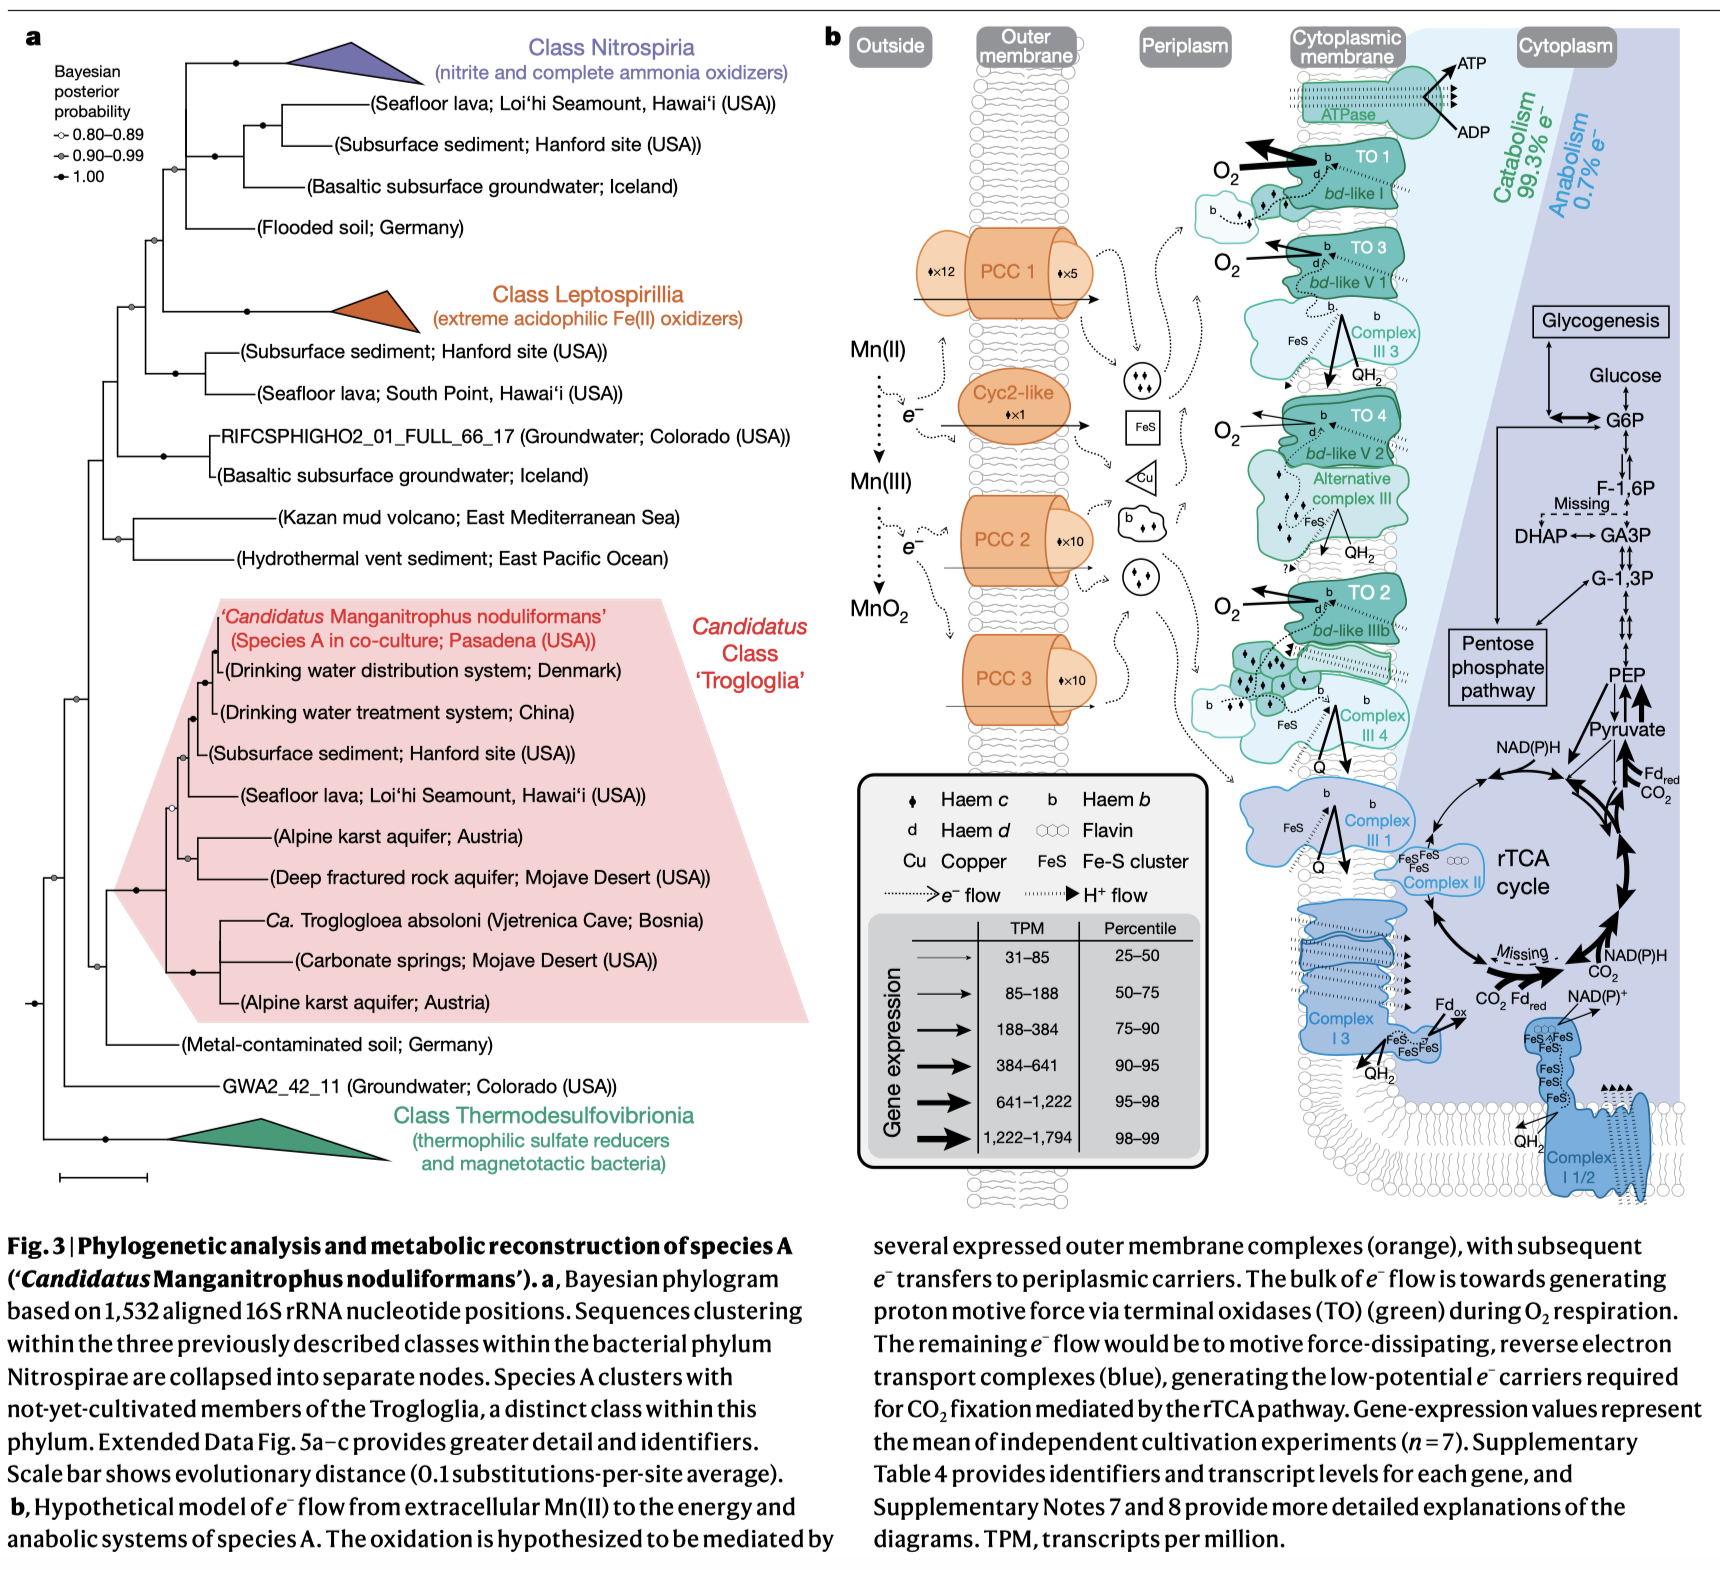 a
Bayesian
posterior
probability
0.80–0.89
0.90–0.99
1.00
Class Nitrospiria
(nitrite and complete ammonia oxidizers)
(Seafloor lava; Loi‘hi Seamount, Hawai‘i (USA))
(Subsurface sediment; Hanford site (USA))
(Basaltic subsurface groundwater; Iceland)
(Flooded soil; Germany)
Class Leptospirillia
(extreme acidophilic Fe(II) oxidizers)
(Subsurface sediment; Hanford site (USA))
(Seafloor lava; South Point, Hawai‘i (USA))
RIFCSPHIGHO2_01_FULL_66_17 (Groundwater; Colorado (USA))
(Basaltic subsurface groundwater; Iceland)
(Kazan mud volcano; East Mediterranean Sea)
(Hydrothermal vent sediment; East Pacific Ocean)
‘Candidatus Manganitrophus noduliformans’
(Species A in co-culture; Pasadena (USA))
Candidatus
Class
‘Trogloglia’
(Drinking water distribution system; Denmark)
(Drinking water treatment system; China)
(Subsurface sediment; Hanford site (USA))
(Seafloor lava; Loi‘hi Seamount, Hawai‘i (USA))
(Alpine karst aquifer; Austria)
(Deep fractured rock aquifer; Mojave Desert (USA))
Ca. Troglogloea absoloni (Vjetrenica Cave; Bosnia)
(Carbonate springs; Mojave Desert (USA))
(Alpine karst aquifer; Austria)
(Metal-contaminated soil; Germany)
GWA2_42_11 (Groundwater; Colorado (USA))
Class Thermodesulfovibrionia
(thermophilic sulfate reducers
and magnetotactic bacteria)
b
Outside
Outer
membrane
Periplasm
Cytoplasmic
membrane
Cytoplasm
ATP
ATPase
ADP
Catabolism
99.3% e−
Anabolism
0.7% e−
O2
b
TO 1
d
bd-like I
b
O2
b
TO 3
d
bd-like V 1
b
b
FeS
Complex
III 3
QH2
O2
b
TO 4
d
bd-like V 2
Alternative
complex III
FeS
QH2
?
O2
b
TO 2
d
bd-like IIIb
b
b
b
FeS
Complex
III 4
Q
b
b
FeS
Complex
III 1
Q
×12
PCC 1
×5
Mn(II)
e−
Cyc2-like
×1
Mn(III)
e−
PCC 2
×10
MnO2
PCC 3
×10
FeS
Cu
b
Glycogenesis
Glucose
G6P
F-1,6P
Missing
DHAP
GA3P
G-1,3P
Pentose
phosphate
pathway
PEP
Pyruvate
NAD(P)H
Fdred
CO2
rTCA
cycle
FeS
FeS
FeS
Complex II
Missing
NAD(P)H
CO2
CO2 Fdred
NAD(P)+
Complex
I 3
Fdox
FeS
FeS
FeS
QH2
FeS
FeS
FeS
FeS
FeS
FeS
QH2
Complex
I 1/2
Haem c
b Haem b
d Haem d
Flavin
Cu Copper
FeS Fe-S cluster
e− flow
H+ flow
Gene expression
TPM Percentile
31–85 25–50
85–188 50–75
188–384 75–90
384–641 90–95
641–1,222 95–98
1,222–1,794 98–99
Fig. 3 | Phylogenetic analysis and metabolic reconstruction of species A
(‘Candidatus Manganitrophus noduliformans’). a, Bayesian phylogram
based on 1,532 aligned 16S rRNA nucleotide positions. Sequences clustering
within the three previously described classes within the bacterial phylum
Nitrospirae are collapsed into separate nodes. Species A clusters with
not-yet-cultivated members of the Trogloglia, a distinct class within this
phylum. Extended Data Fig. 5a–c provides greater detail and identifiers.
Scale bar shows evolutionary distance (0.1 substitutions-per-site average).
b, Hypothetical model of e− flow from extracellular Mn(II) to the energy and
anabolic systems of species A. The oxidation is hypothesized to be mediated by
several expressed outer membrane complexes (orange), with subsequent
e− transfers to periplasmic carriers. The bulk of e− flow is towards generating
proton motive force via terminal oxidases (TO) (green) during O2 respiration.
The remaining e− flow would be to motive force-dissipating, reverse electron
transport complexes (blue), generating the low-potential e− carriers required
for CO2 fixation mediated by the rTCA pathway. Gene-expression values represent
the mean of independent cultivation experiments (n = 7). Supplementary
Table 4 provides identifiers and transcript levels for each gene, and
Supplementary Notes 7 and 8 provide more detailed explanations of the
diagrams. TPM, transcripts per million.